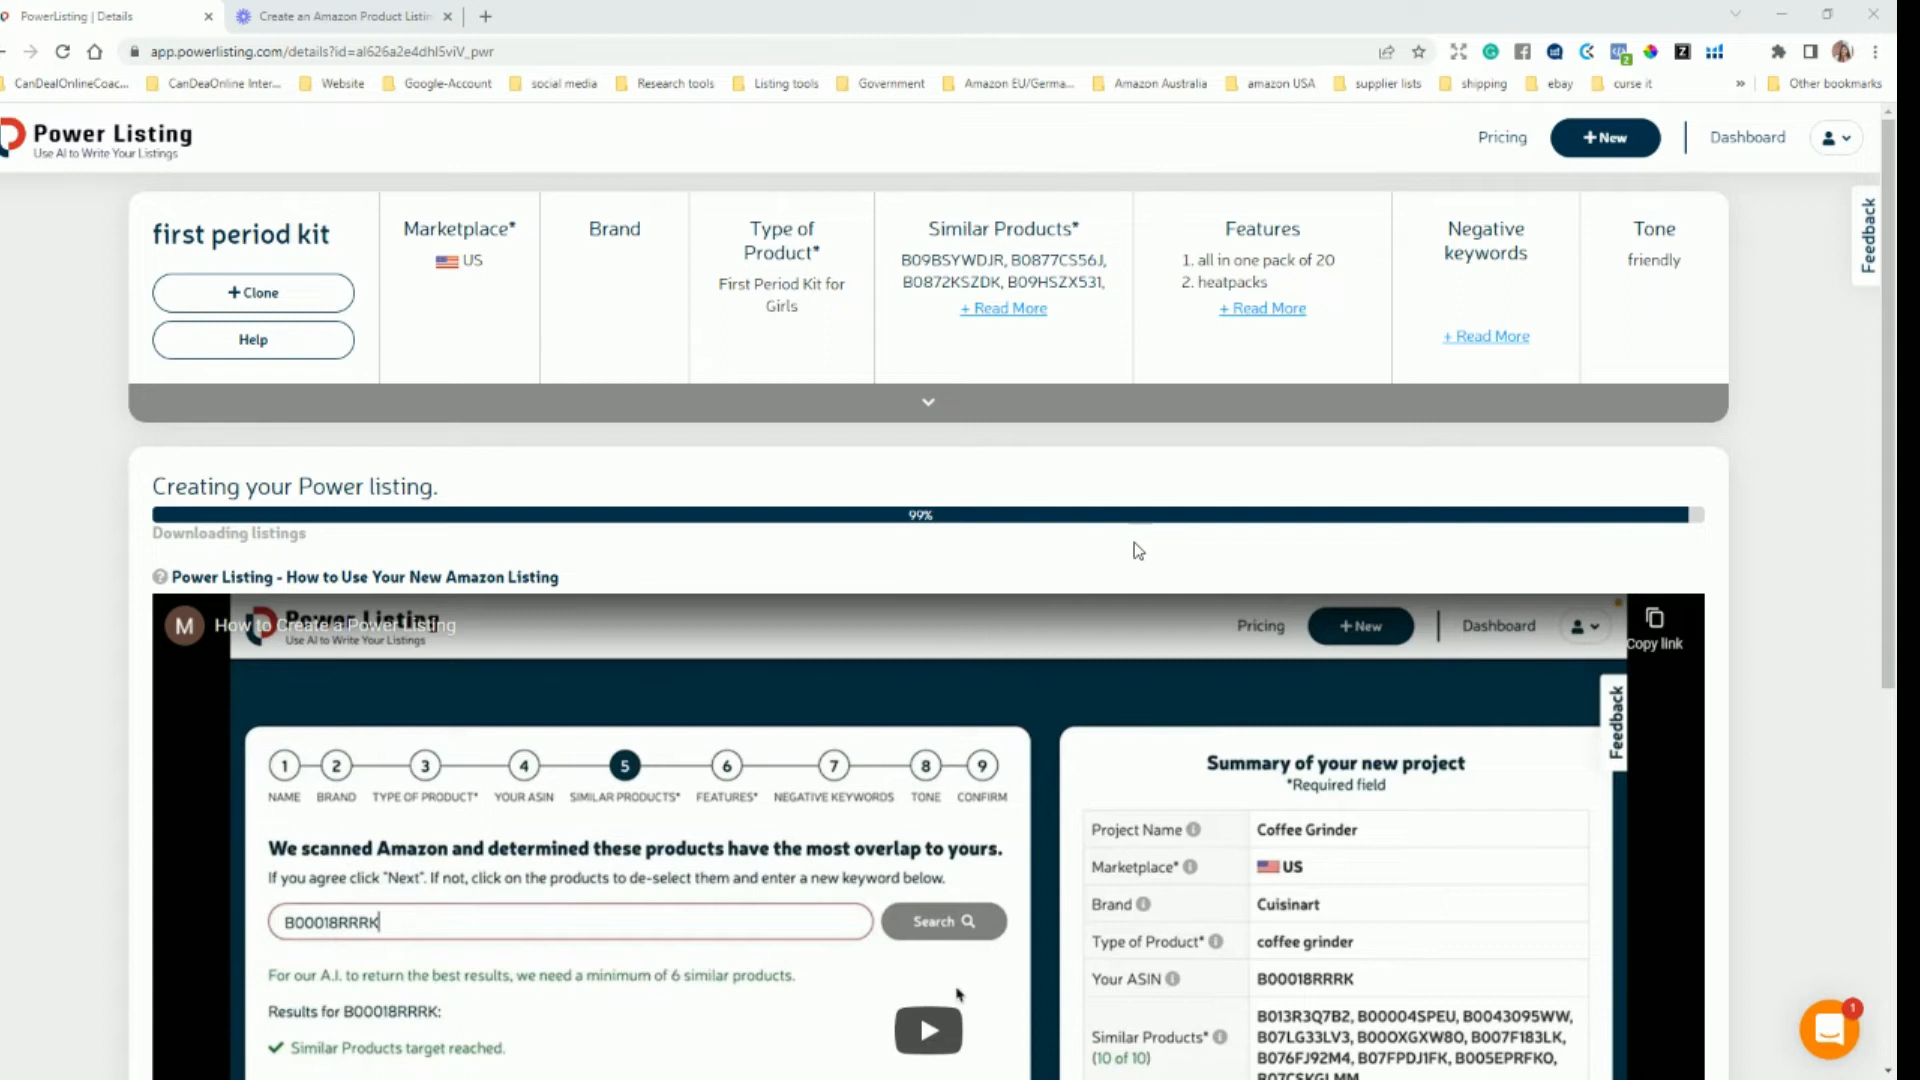 PowerListing | Details
Create an Amazon Product Listin
app.powerlisting.com/details?id=al626a2e4dhl5viV_pwr
CanDealOnlineCoac...
CanDeaOnline Inter...
Website
Google-Account
social media
Research tools
Listing tools
Government
Amazon EU/Germa...
Amazon Australia
amazon USA
supplier lists
shipping
ebay
curse it
»
Other bookmarks
Power Listing
Use AI to Write Your Listings
Pricing
+ New
Dashboard
Feedback
first period kit
+ Clone
Help
Marketplace*
US
Brand
Type of
Product*
First Period Kit for
Girls
Similar Products*
B09BSYWDJR, B0877CS56J,
B0872KSZDK, B09HSZX531,
+ Read More
Features
1. all in one pack of 20
2. heatpacks
+ Read More
Negative
keywords
+ Read More
Tone
friendly
Creating your Power listing.
99%
Downloading listings
Power Listing - How to Use Your New Amazon Listing
M
How to Create a Power Listing
Power Listing
Use AI to Write Your Listings
Pricing
+ New
Dashboard
Copy link
Feedback
1 2 3 4 5 6 7 8 9
NAME BRAND TYPE OF PRODUCT* YOUR ASIN SIMILAR PRODUCTS* FEATURES* NEGATIVE KEYWORDS TONE CONFIRM
We scanned Amazon and determined these products have the most overlap to yours.
If you agree click "Next". If not, click on the products to de-select them and enter a new keyword below.
B00018RRRK
Search
For our A.I. to return the best results, we need a minimum of 6 similar products.
Results for B00018RRRK:
Similar Products target reached.
Summary of your new project
*Required field
Project Name Coffee Grinder
Marketplace* US
Brand Cuisinart
Type of Product* coffee grinder
Your ASIN B00018RRRK
Similar Products*
(10 of 10)
B013R3Q7B2, B00004SPEU, B0043095WW,
B07LG33LV3, B000XGXW80, B007F183LK,
B076FJ92M4, B07FPDJ1FK, B005EPRFKO,
B07CSKGLMM
1